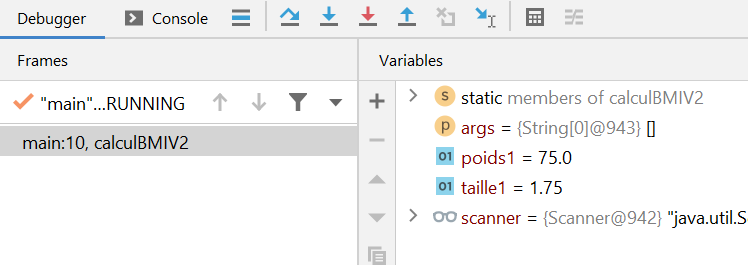 Debugger
Console
Frames
Variables
"main"...RUNNING
main:10, calculBMIV2
static members of calculBMIV2
args = {String[0]@943} []
poids1 = 75.0
taille1 = 1.75
scanner = {Scanner@942} "java.util.S